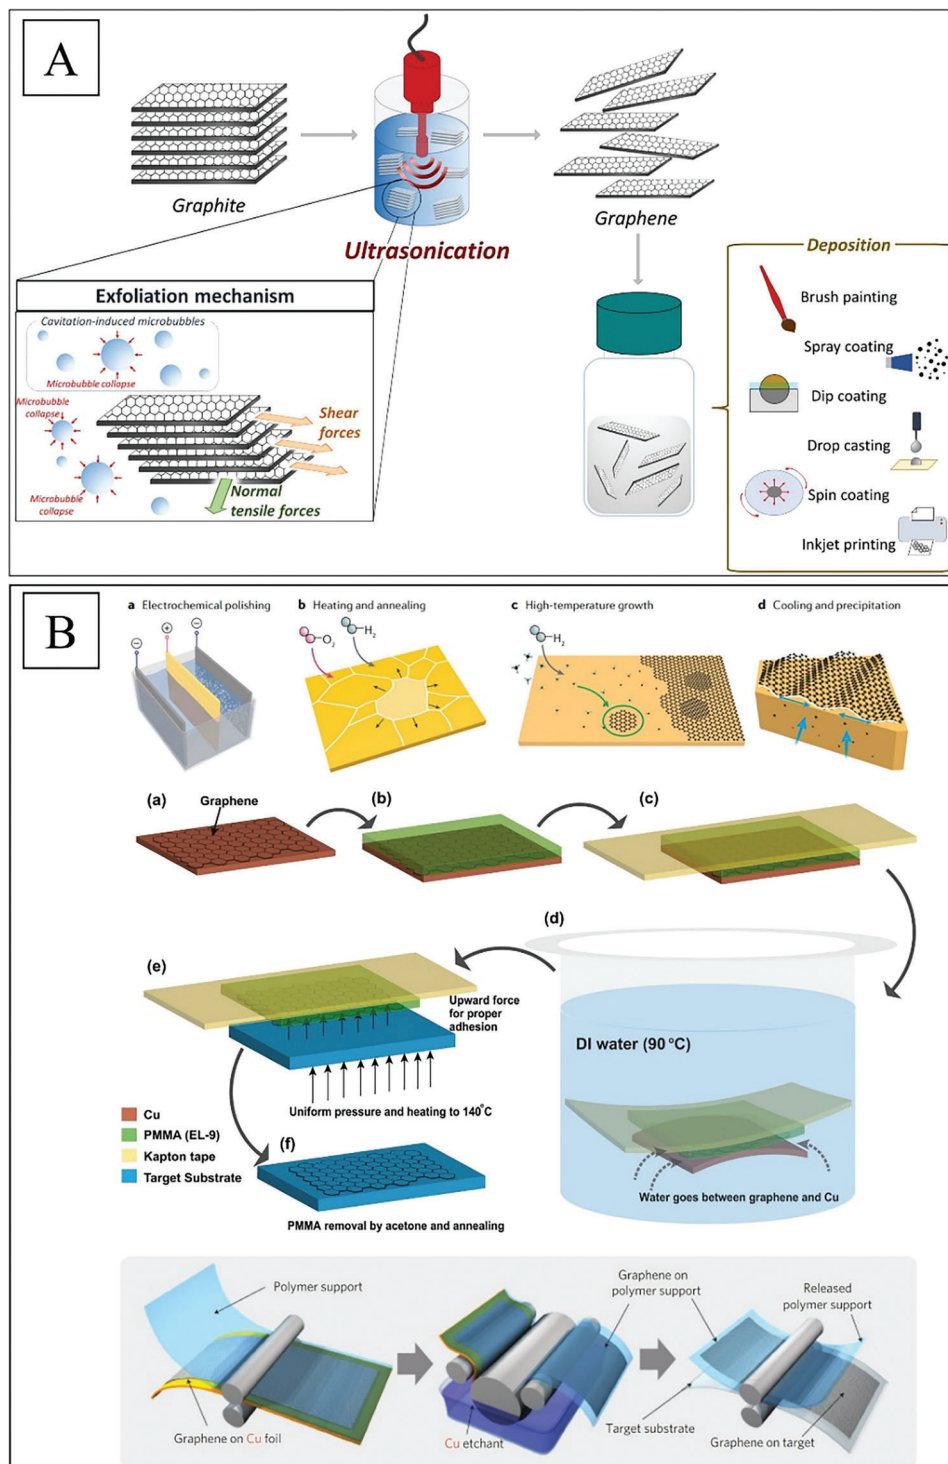 A
Graphite
Ultrasonication
Graphene
Exfoliation mechanism
Cavitation-induced microbubbles
Microbubble collapse
Microbubble
collapse
Microbubble
collapse
Shear
forces
Normal
tensile forces
Deposition
Brush painting
Spray coating
Dip coating
Drop casting
Spin coating
Inkjet printing
B
a Electrochemical polishing
b Heating and annealing
c High-temperature growth
d Cooling and precipitation
− + −
O2
H2
H2
(a)
Graphene
(b)
(c)
(d)
DI water (90 °C)
Water goes between graphene and Cu
(e)
Upward force
for proper
adhesion
Uniform pressure and heating to 140°C
Cu
PMMA (EL-9)
Kapton tape
Target Substrate
(f)
PMMA removal by acetone and annealing
Polymer support
Graphene on Cu foil
Graphene on
polymer support
Cu etchant
Released
polymer support
Target substrate
Graphene on target